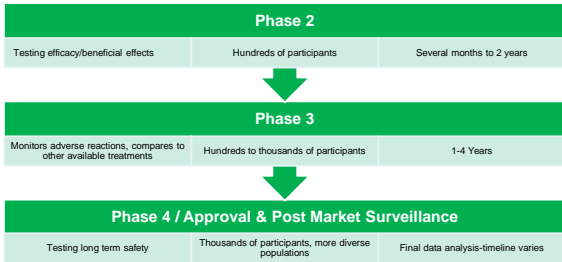 Phase 2
Testing efficacy/beneficial effects
Hundreds of participants
Several months to 2 years
Phase 3
Monitors adverse reactions, compares to
other available treatments
Hundreds to thousands of participants
1-4 Years
Phase 4 / Approval & Post Market Surveillance
Testing long term safety
Thousands of participants, more diverse
populations
Final data analysis-timeline varies